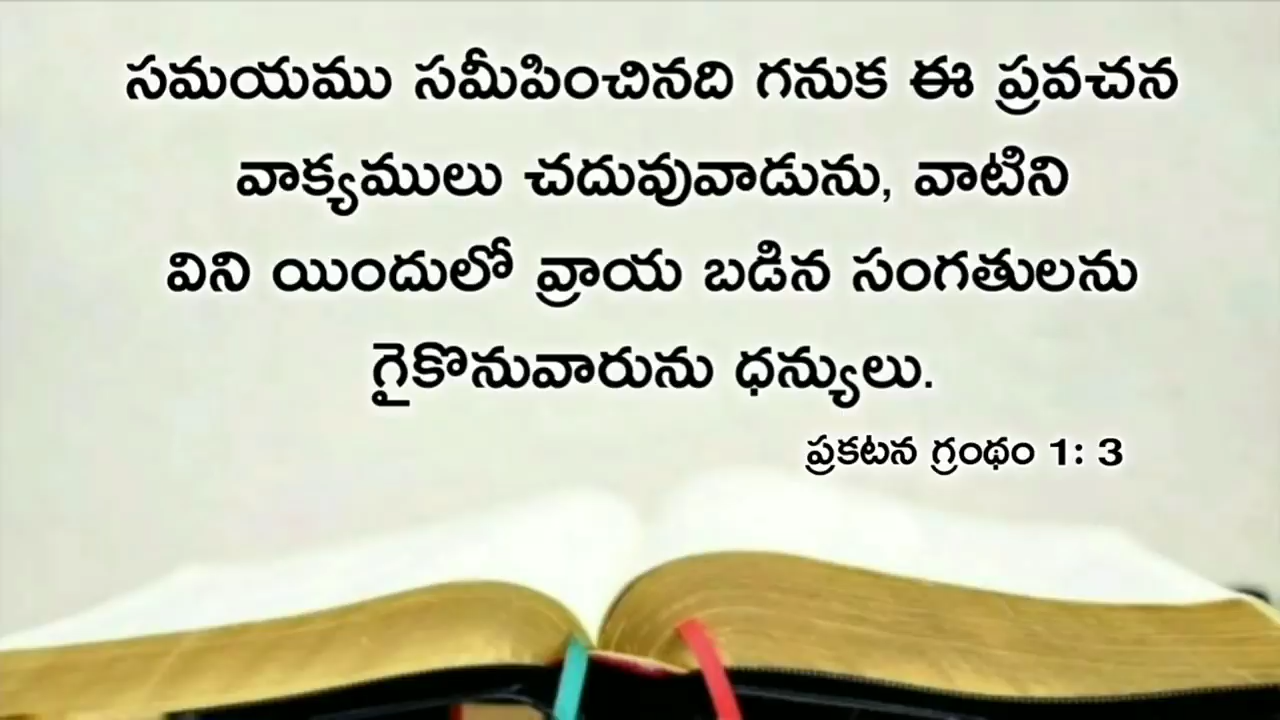 సమయము సమీపించినది గనుక ఈ ప్రవచన
వాక్యములు చదువువాడును, వాటిని
విని యిందులో వ్రాయ బడిన సంగతులను
గైకొనువారును ధన్యులు.
ప్రకటన గ్రంథం 1: 3